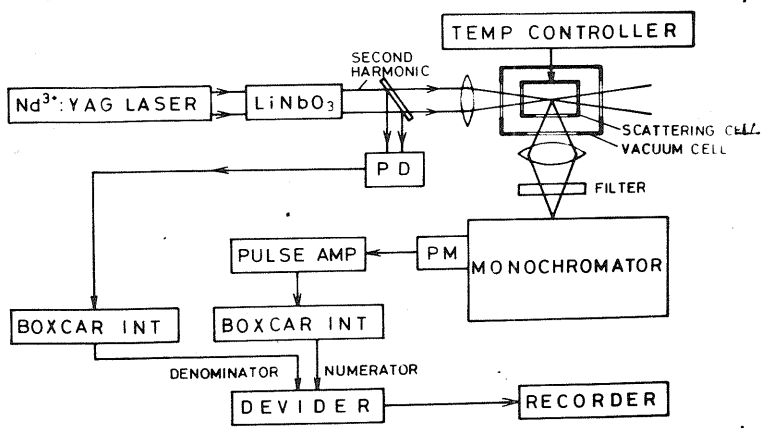 TEMP CONTROLLER
SECOND
HARMONIC
Nd³⁺:YAG LASER
LiNbO₃
SCATTERING CELL
VACUUM CELL
PD
FILTER
PULSE AMP
PM
MONOCHROMATOR
BOXCAR INT
BOXCAR INT
DENOMINATOR
NUMERATOR
DEVIDER
RECORDER